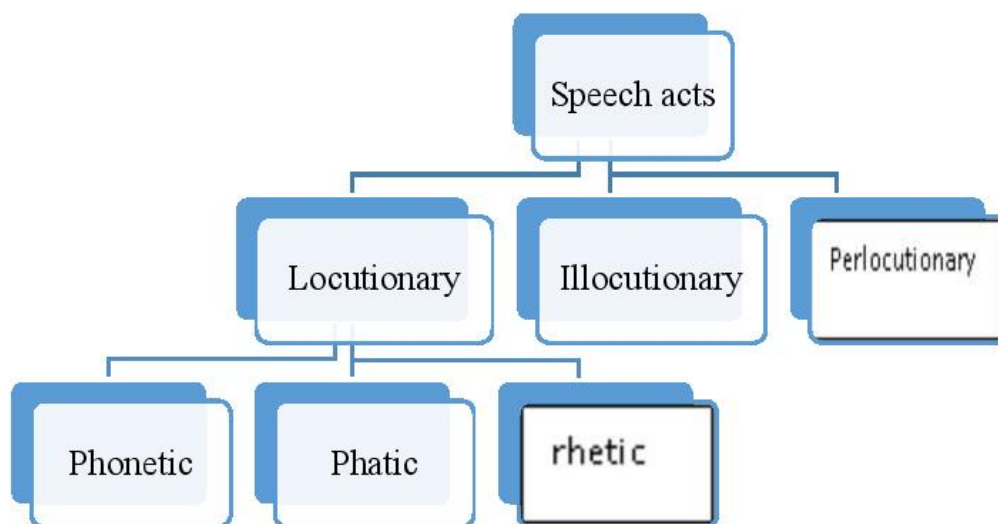 Speech acts
Locutionary
Illocutionary
Perlocutionary
Phonetic
Phatic
rhetic